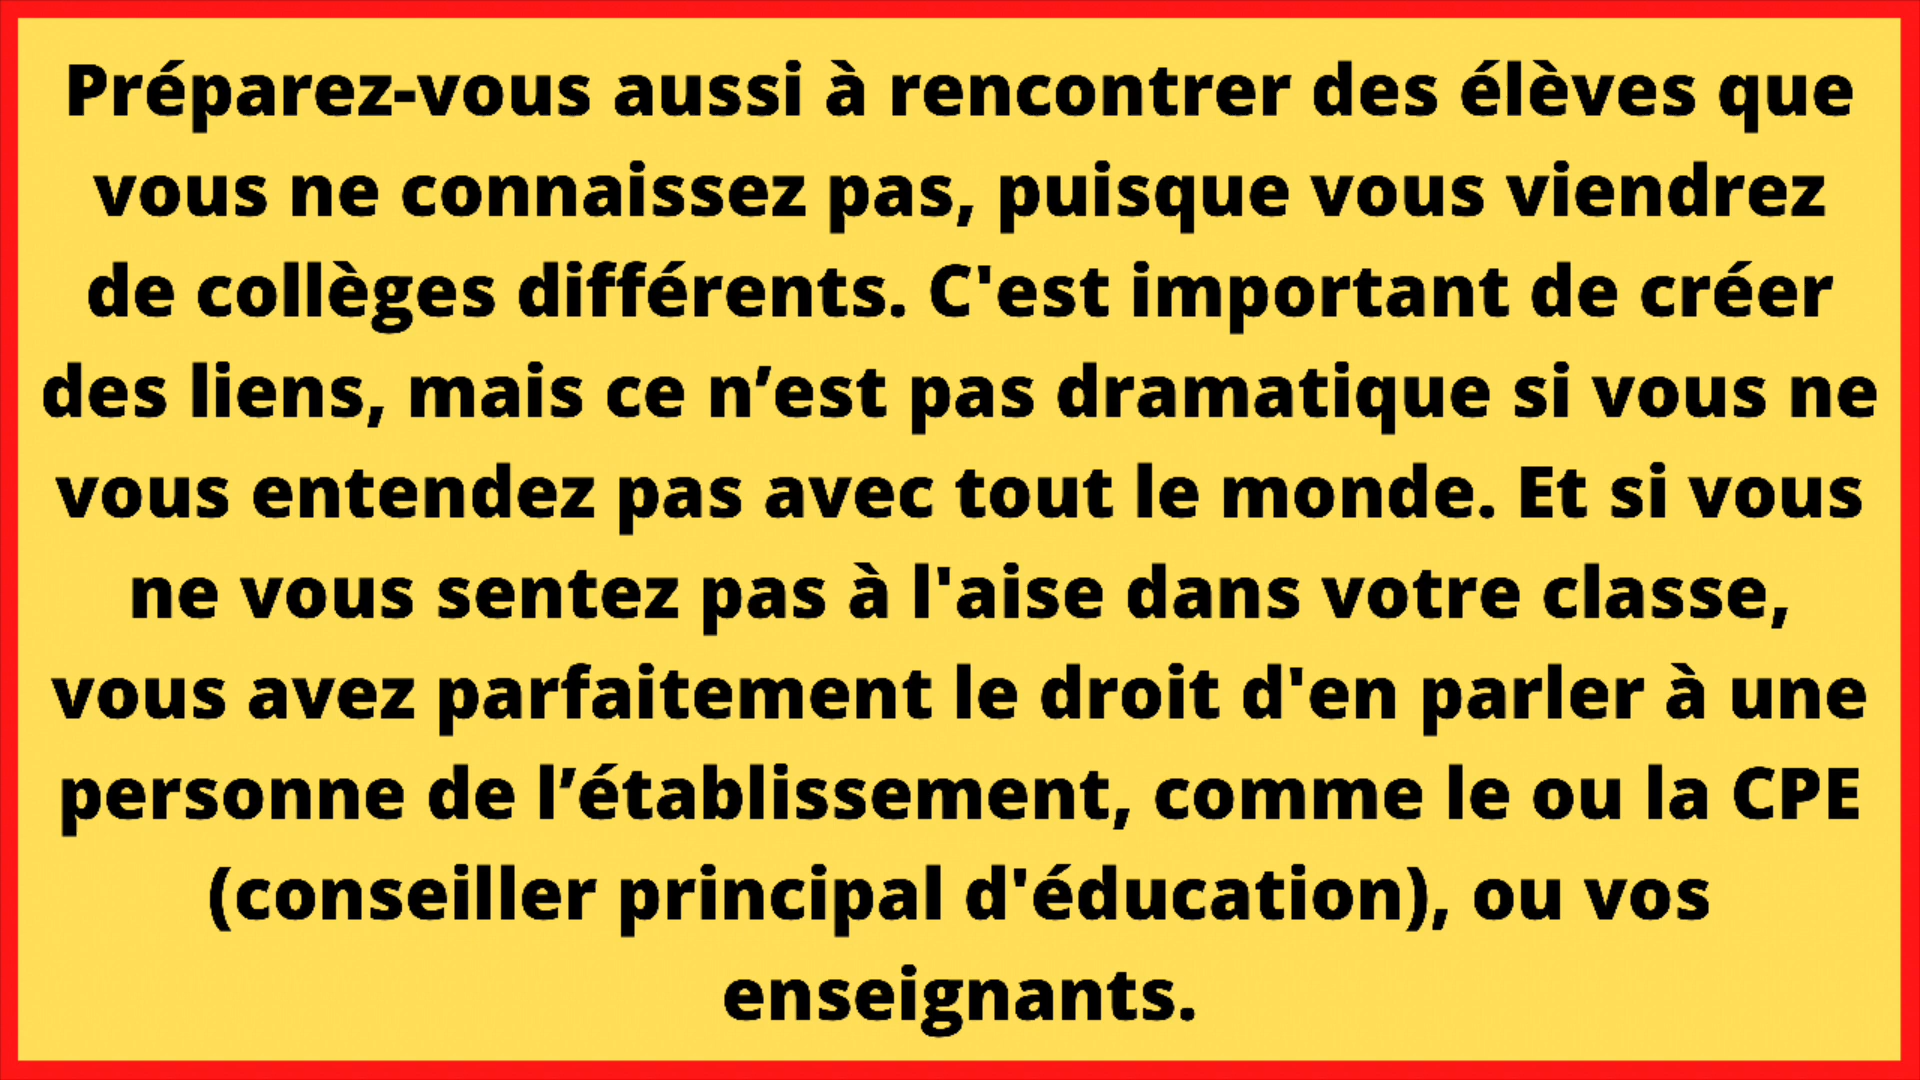 Préparez-vous aussi à rencontrer des élèves que
vous ne connaissez pas, puisque vous viendrez
de collèges différents. C'est important de créer
des liens, mais ce n’est pas dramatique si vous ne
vous entendez pas avec tout le monde. Et si vous
ne vous sentez pas à l'aise dans votre classe,
vous avez parfaitement le droit d'en parler à une
personne de l’établissement, comme le ou la CPE
(conseiller principal d'éducation), ou vos
enseignants.